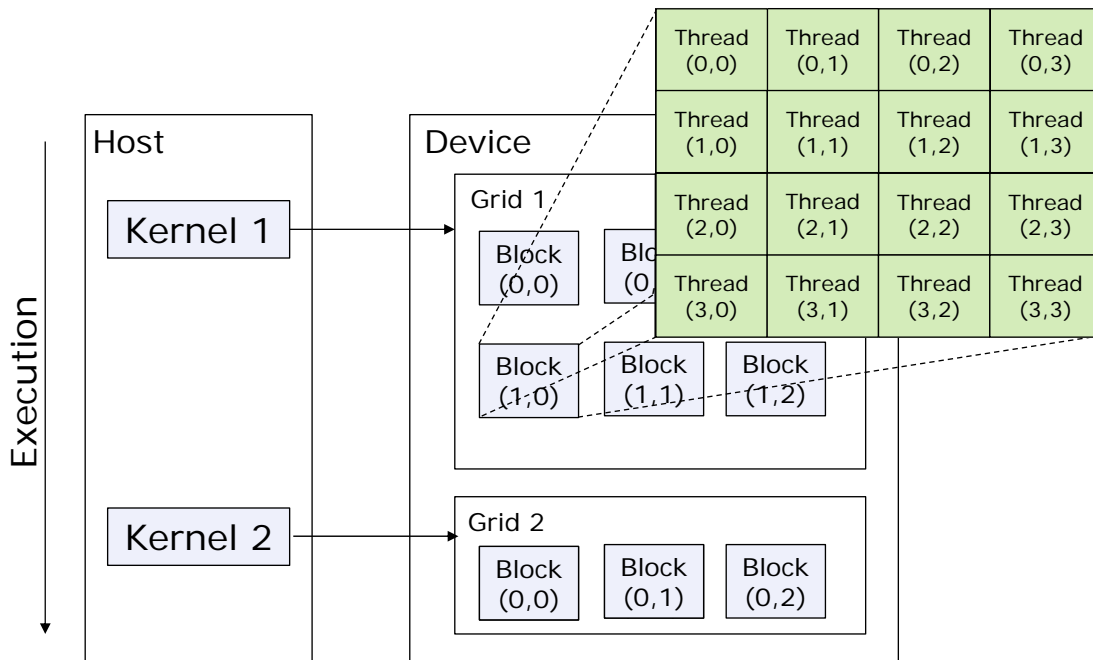 Thread
(0,0)
Thread
(0,1)
Thread
(0,2)
Thread
(0,3)
Thread
(1,0)
Thread
(1,1)
Thread
(1,2)
Thread
(1,3)
Thread
(2,0)
Thread
(2,1)
Thread
(2,2)
Thread
(2,3)
Thread
(3,0)
Thread
(3,1)
Thread
(3,2)
Thread
(3,3)
Execution
Host
Kernel 1
Kernel 2
Device
Grid 1
Block
(0,0)
(0,
Block
(1,0)
Block
(1,1)
Block
(1,2)
Grid 2
Block
(0,0)
Block
(0,1)
Block
(0,2)